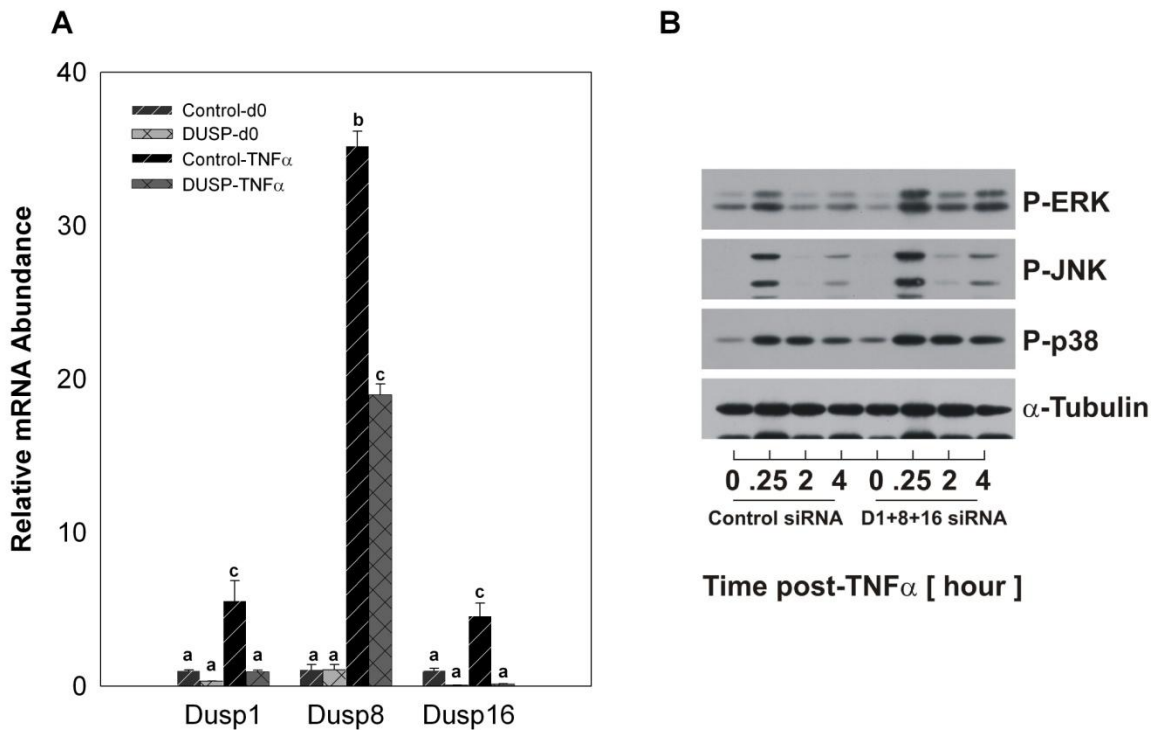 A
40
30
20
10
0
Relative mRNA Abundance
Control-d0
DUSP-d0
Control-TNFα
DUSP-TNFα
a a c a
a a b c
a a c a
Dusp1 Dusp8 Dusp16
B
P-ERK
P-JNK
P-p38
α-Tubulin
0 .25 2 4 0 .25 2 4
Control siRNA D1+8+16 siRNA
Time post-TNFα [ hour ]